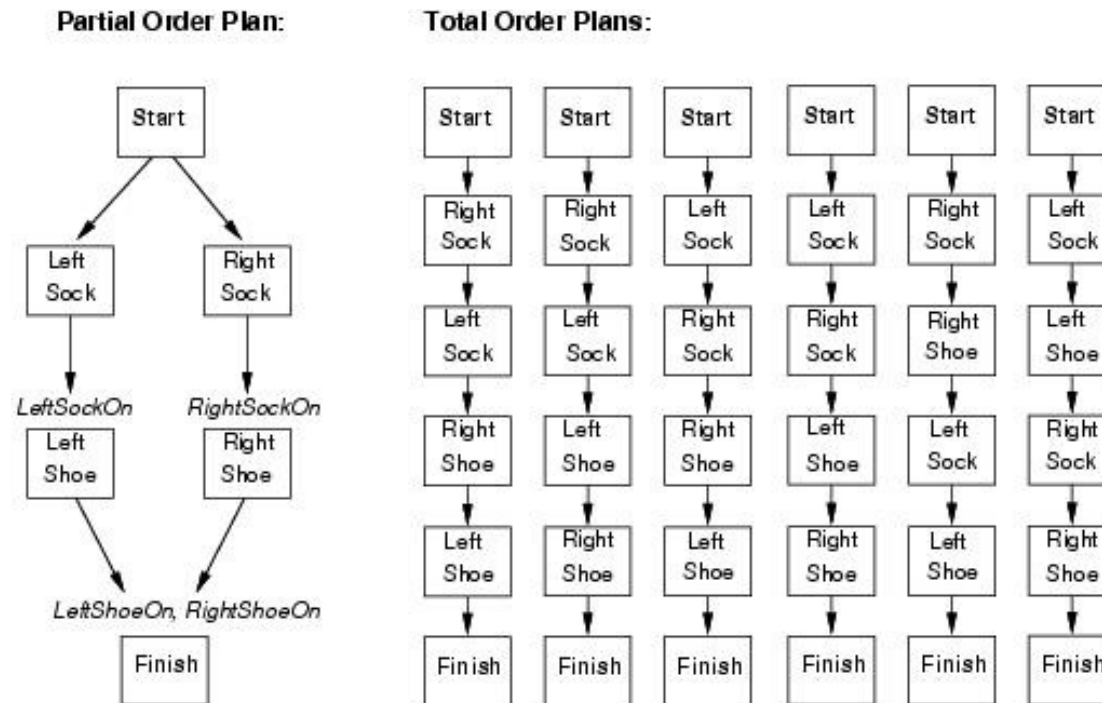 Partial Order Plan:
Total Order Plans:
Start
Left
Sock
Right
Sock
LeftSockOn
RightSockOn
Left
Shoe
Right
Shoe
LeftShoeOn, RightShoeOn
Finish
Start
Right
Sock
Left
Sock
Right
Shoe
Left
Shoe
Finish
Start
Right
Sock
Left
Sock
Left
Shoe
Right
Shoe
Finish
Start
Left
Sock
Right
Sock
Right
Shoe
Left
Shoe
Finish
Start
Left
Sock
Right
Sock
Left
Shoe
Right
Shoe
Finish
Start
Right
Sock
Right
Shoe
Left
Sock
Left
Shoe
Finish
Start
Left
Sock
Left
Shoe
Right
Sock
Right
Shoe
Finish